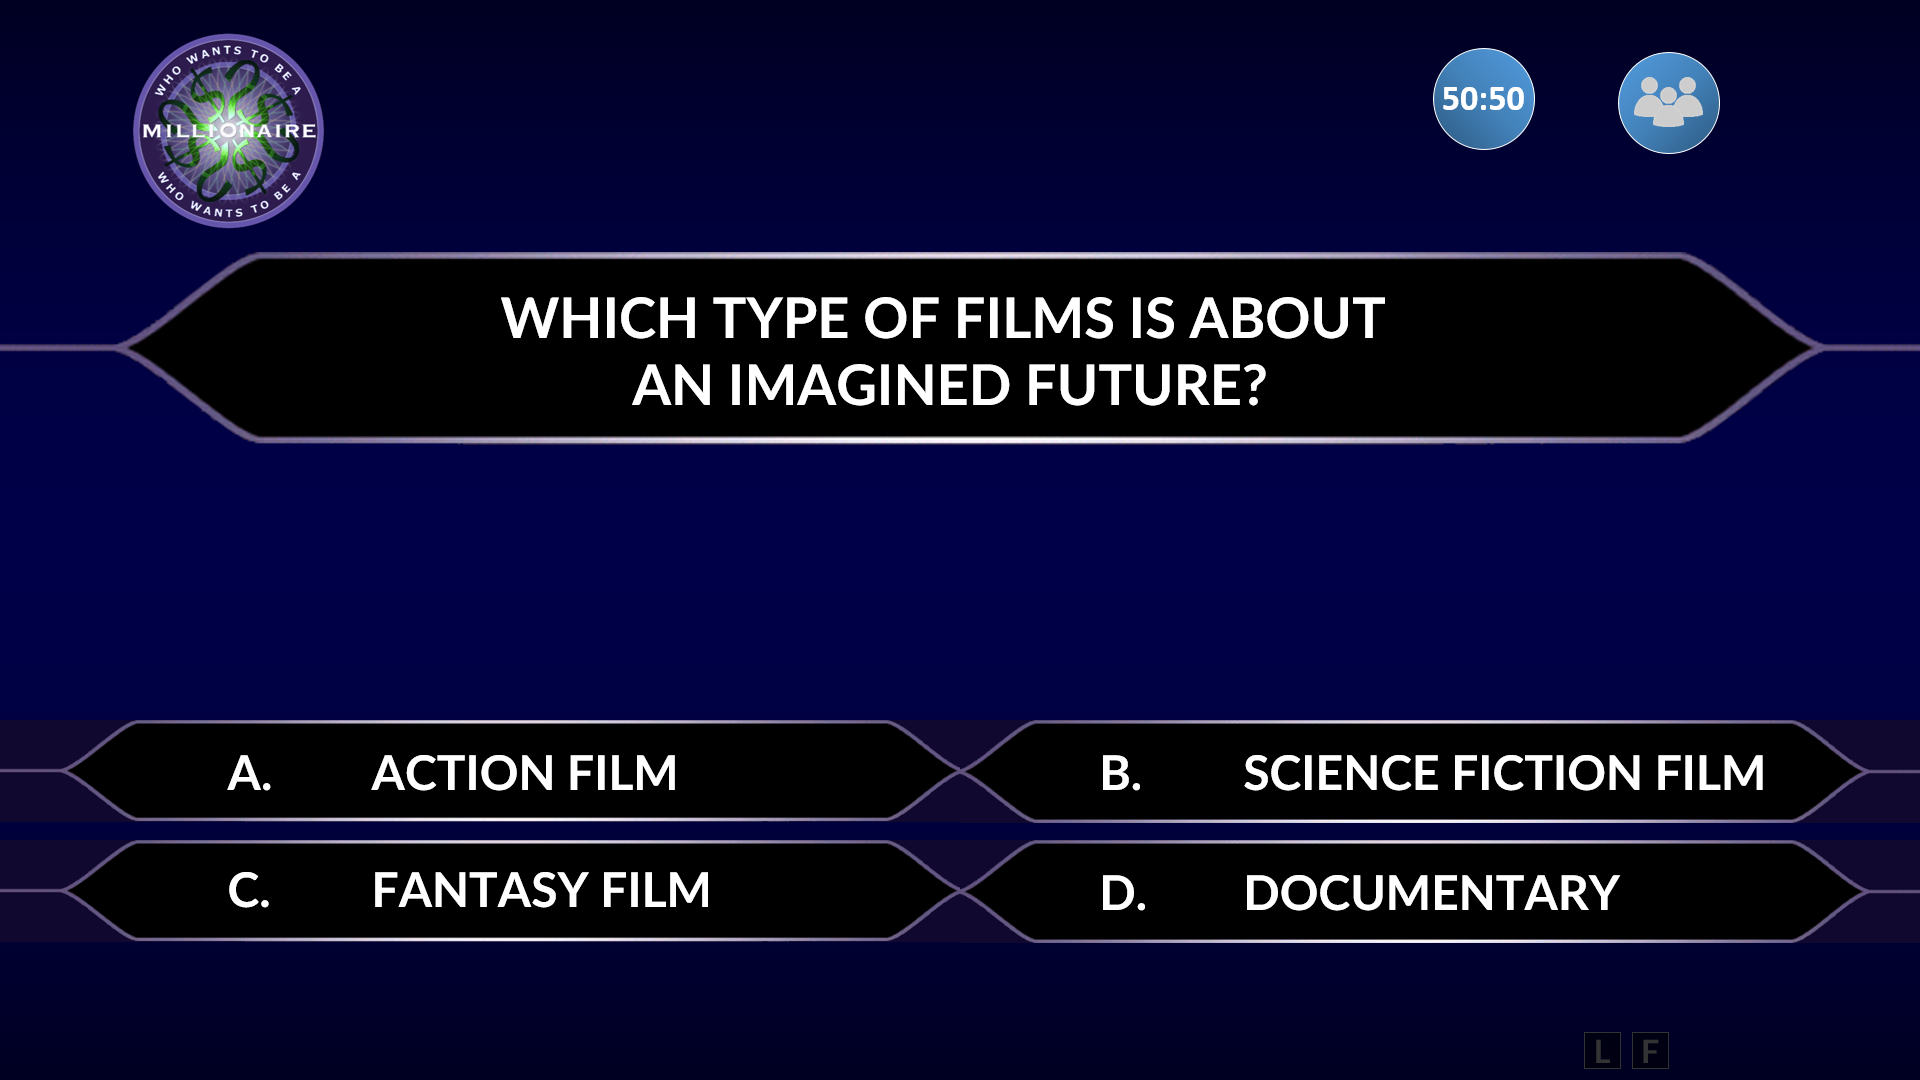 WHO WANTS TO BE A
MILLIONAIRE
WHO WANTS TO BE A
50:50
WHICH TYPE OF FILMS IS ABOUT
AN IMAGINED FUTURE?
A. ACTION FILM
B. SCIENCE FICTION FILM
C. FANTASY FILM
D. DOCUMENTARY
L F